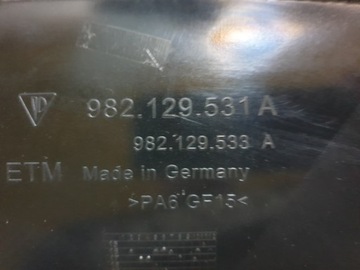 982.129.531 A
982.129.533 A
ETM Made in Germany
>PA6 GF15<